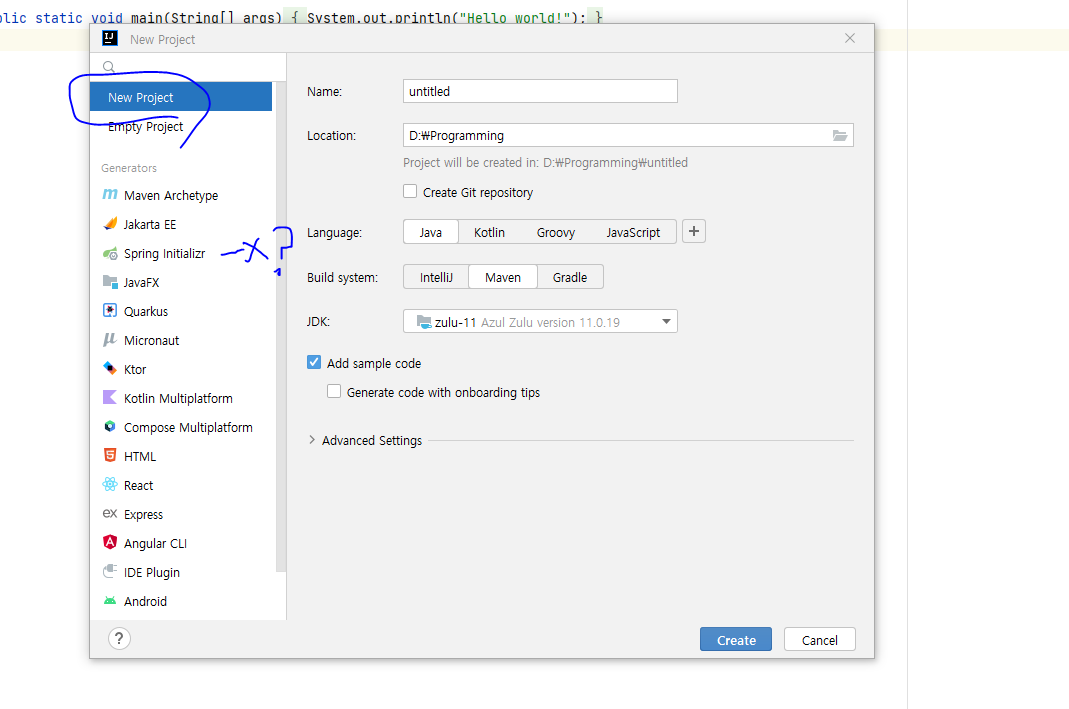 public static void main(String[] args) { System.out.println("Hello world!"); }
New Project
New Project
Empty Project
Generators
Maven Archetype
Jakarta EE
Spring Initializr
→x ?
JavaFX
Quarkus
Micronaut
Ktor
Kotlin Multiplatform
Compose Multiplatform
HTML
React
Express
Angular CLI
IDE Plugin
Android
Name: untitled
Location: D:₩Programming
Project will be created in: D:₩Programming₩untitled
Create Git repository
Language: Java Kotlin Groovy JavaScript +
Build system: IntelliJ Maven Gradle
JDK: zulu-11 Azul Zulu version 11.0.19
Add sample code
Generate code with onboarding tips
Advanced Settings
? Create Cancel